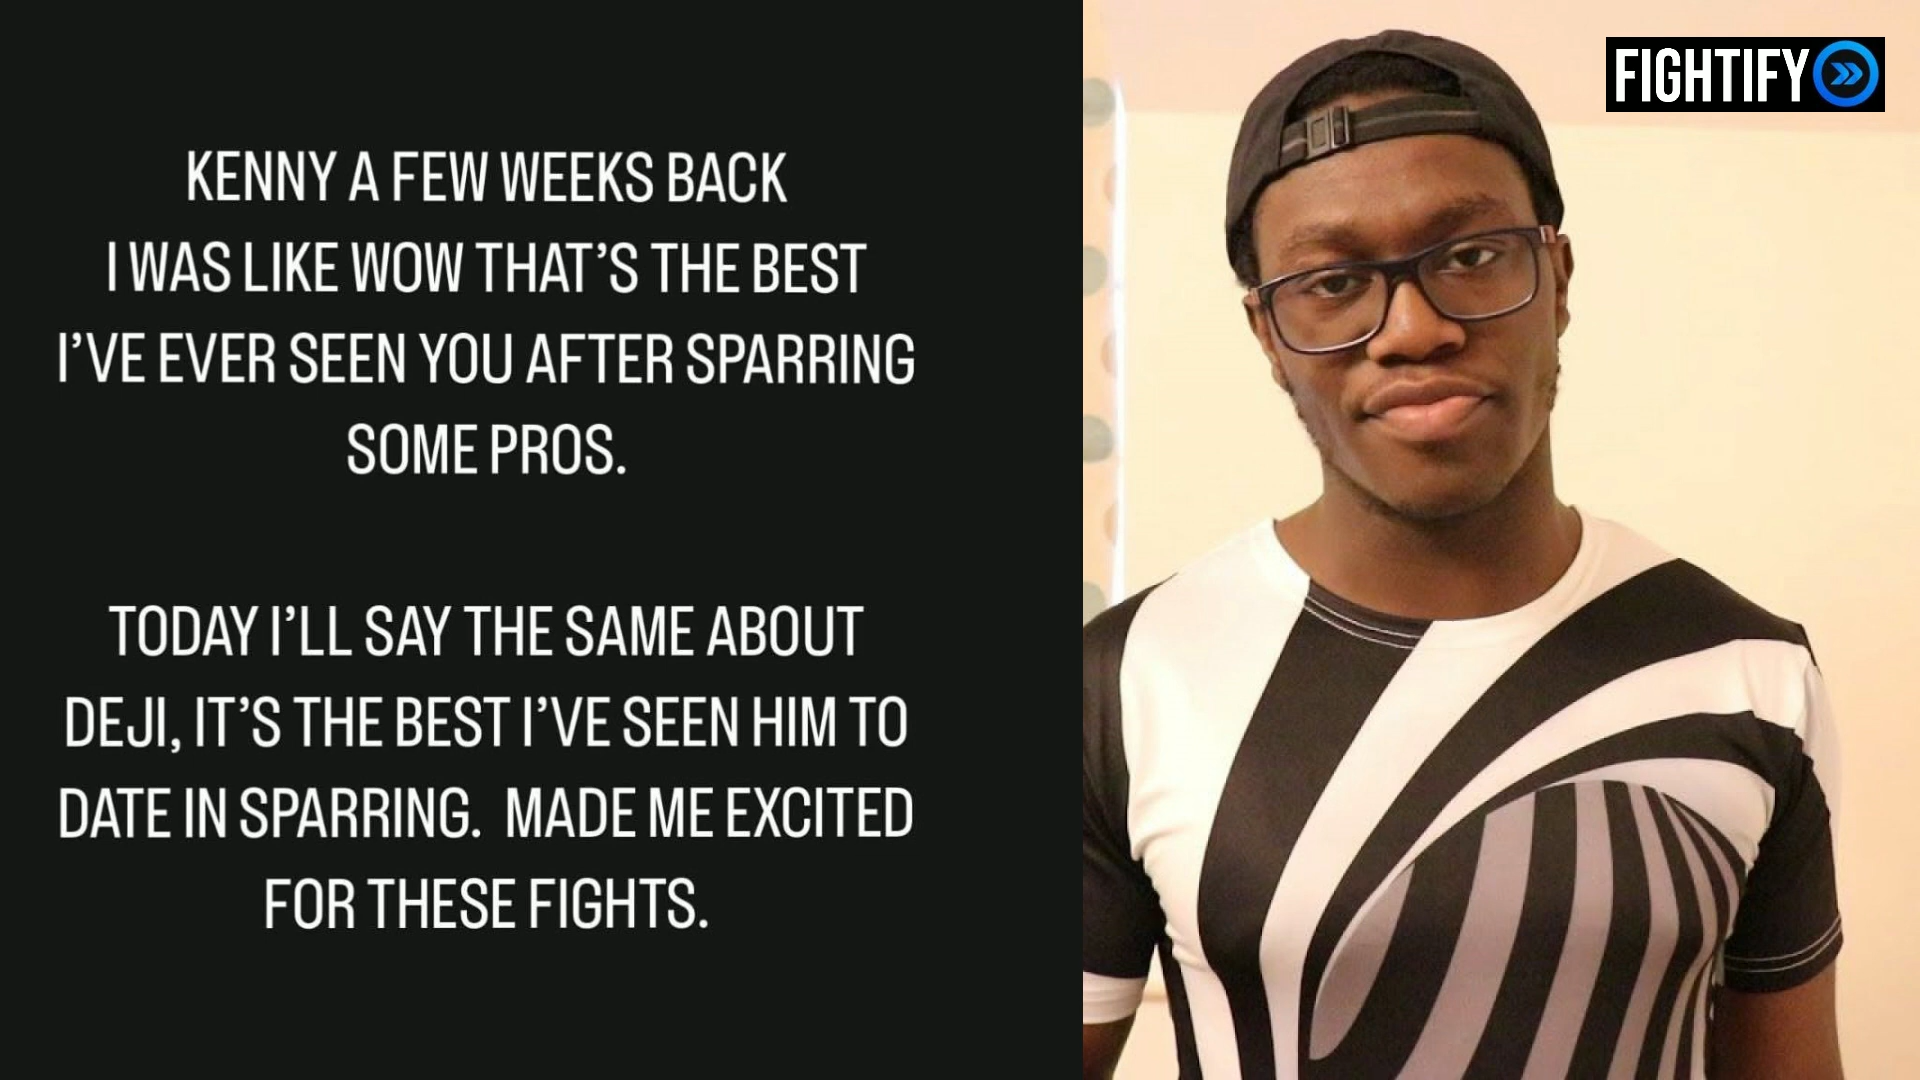 KENNY A FEW WEEKS BACK
I WAS LIKE WOW THAT'S THE BEST
I'VE EVER SEEN YOU AFTER SPARRING
SOME PROS.
TODAY I'LL SAY THE SAME ABOUT
DEJI, IT'S THE BEST I'VE SEEN HIM TO
DATE IN SPARRING. MADE ME EXCITED
FOR THESE FIGHTS.
FIGHTIFY